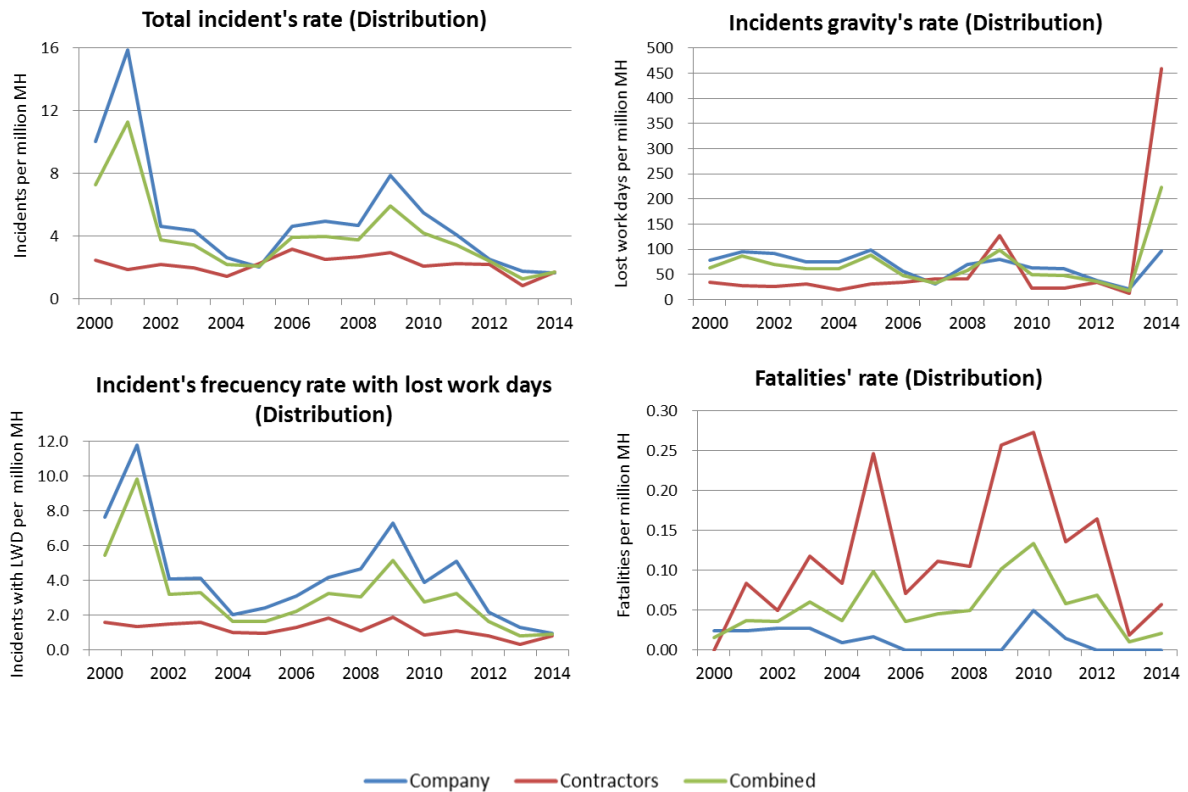 Total incident's rate (Distribution)
Incidents per million MH
16
12
8
4
0
2000 2002 2004 2006 2008 2010 2012 2014
Incidents gravity's rate (Distribution)
Lost workdays per million MH
500
450
400
350
300
250
200
150
100
50
0
2000 2002 2004 2006 2008 2010 2012 2014
Incident's frecuency rate with lost work days
(Distribution)
Incidents with LWD per million MH
12.0
10.0
8.0
6.0
4.0
2.0
0.0
2000 2002 2004 2006 2008 2010 2012 2014
Fatalities' rate (Distribution)
Fatalities per million MH
0.30
0.25
0.20
0.15
0.10
0.05
0.00
2000 2002 2004 2006 2008 2010 2012 2014
Company Contractors Combined